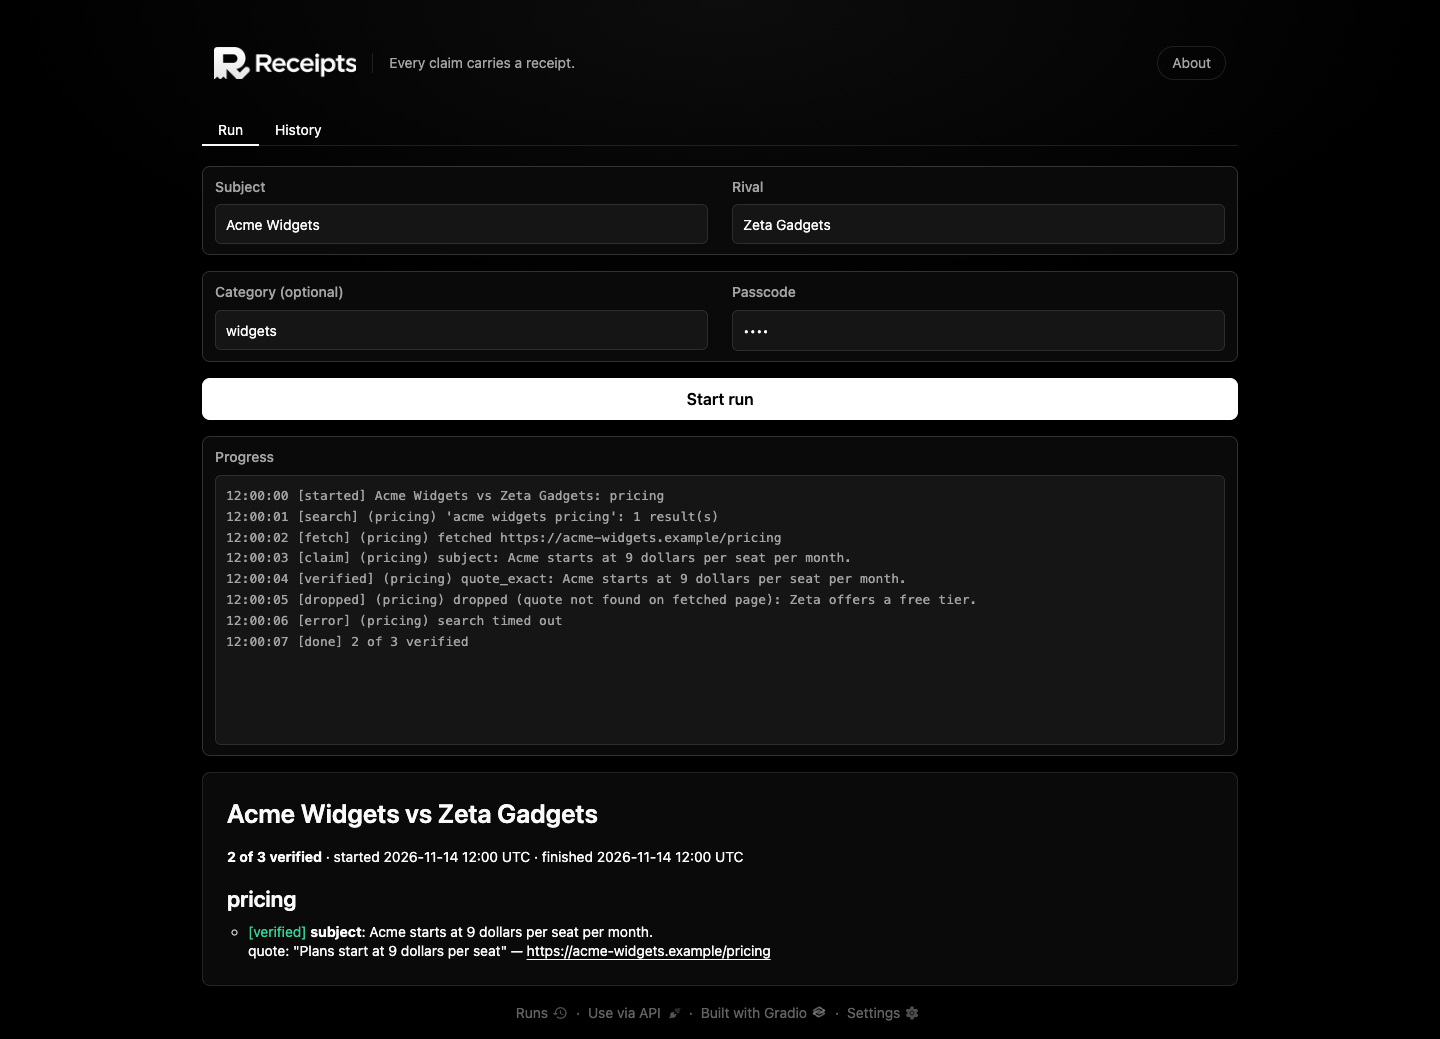 Receipts
Every claim carries a receipt.
About
Run
History
Subject
Rival
Acme Widgets
Zeta Gadgets
Category (optional)
Passcode
widgets
••••
Start run
Progress
12:00:00 [started] Acme Widgets vs Zeta Gadgets: pricing
12:00:01 [search] (pricing) 'acme widgets pricing': 1 result(s)
12:00:02 [fetch] (pricing) fetched https://acme-widgets.example/pricing
12:00:03 [claim] (pricing) subject: Acme starts at 9 dollars per seat per month.
12:00:04 [verified] (pricing) quote_exact: Acme starts at 9 dollars per seat per month.
12:00:05 [dropped] (pricing) dropped (quote not found on fetched page): Zeta offers a free tier.
12:00:06 [error] (pricing) search timed out
12:00:07 [done] 2 of 3 verified
Acme Widgets vs Zeta Gadgets
2 of 3 verified · started 2026-11-14 12:00 UTC · finished 2026-11-14 12:00 UTC
pricing
[verified] subject: Acme starts at 9 dollars per seat per month.
quote: "Plans start at 9 dollars per seat" — https://acme-widgets.example/pricing
Runs · Use via API · Built with Gradio · Settings